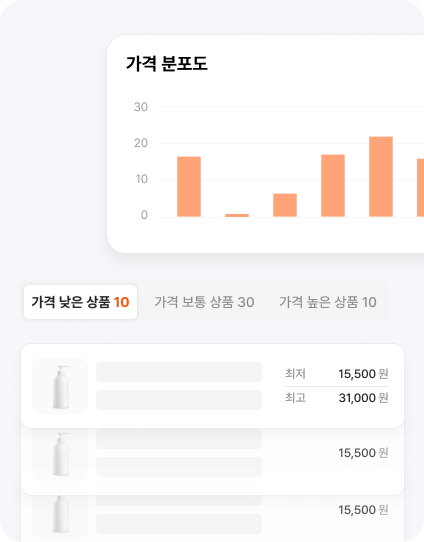 가격 분포도
30
20
10
0
가격 낮은 상품 10 가격 보통 상품 30 가격 높은 상품 10
최저 15,500 원
최고 31,000 원
15,500 원
15,500 원